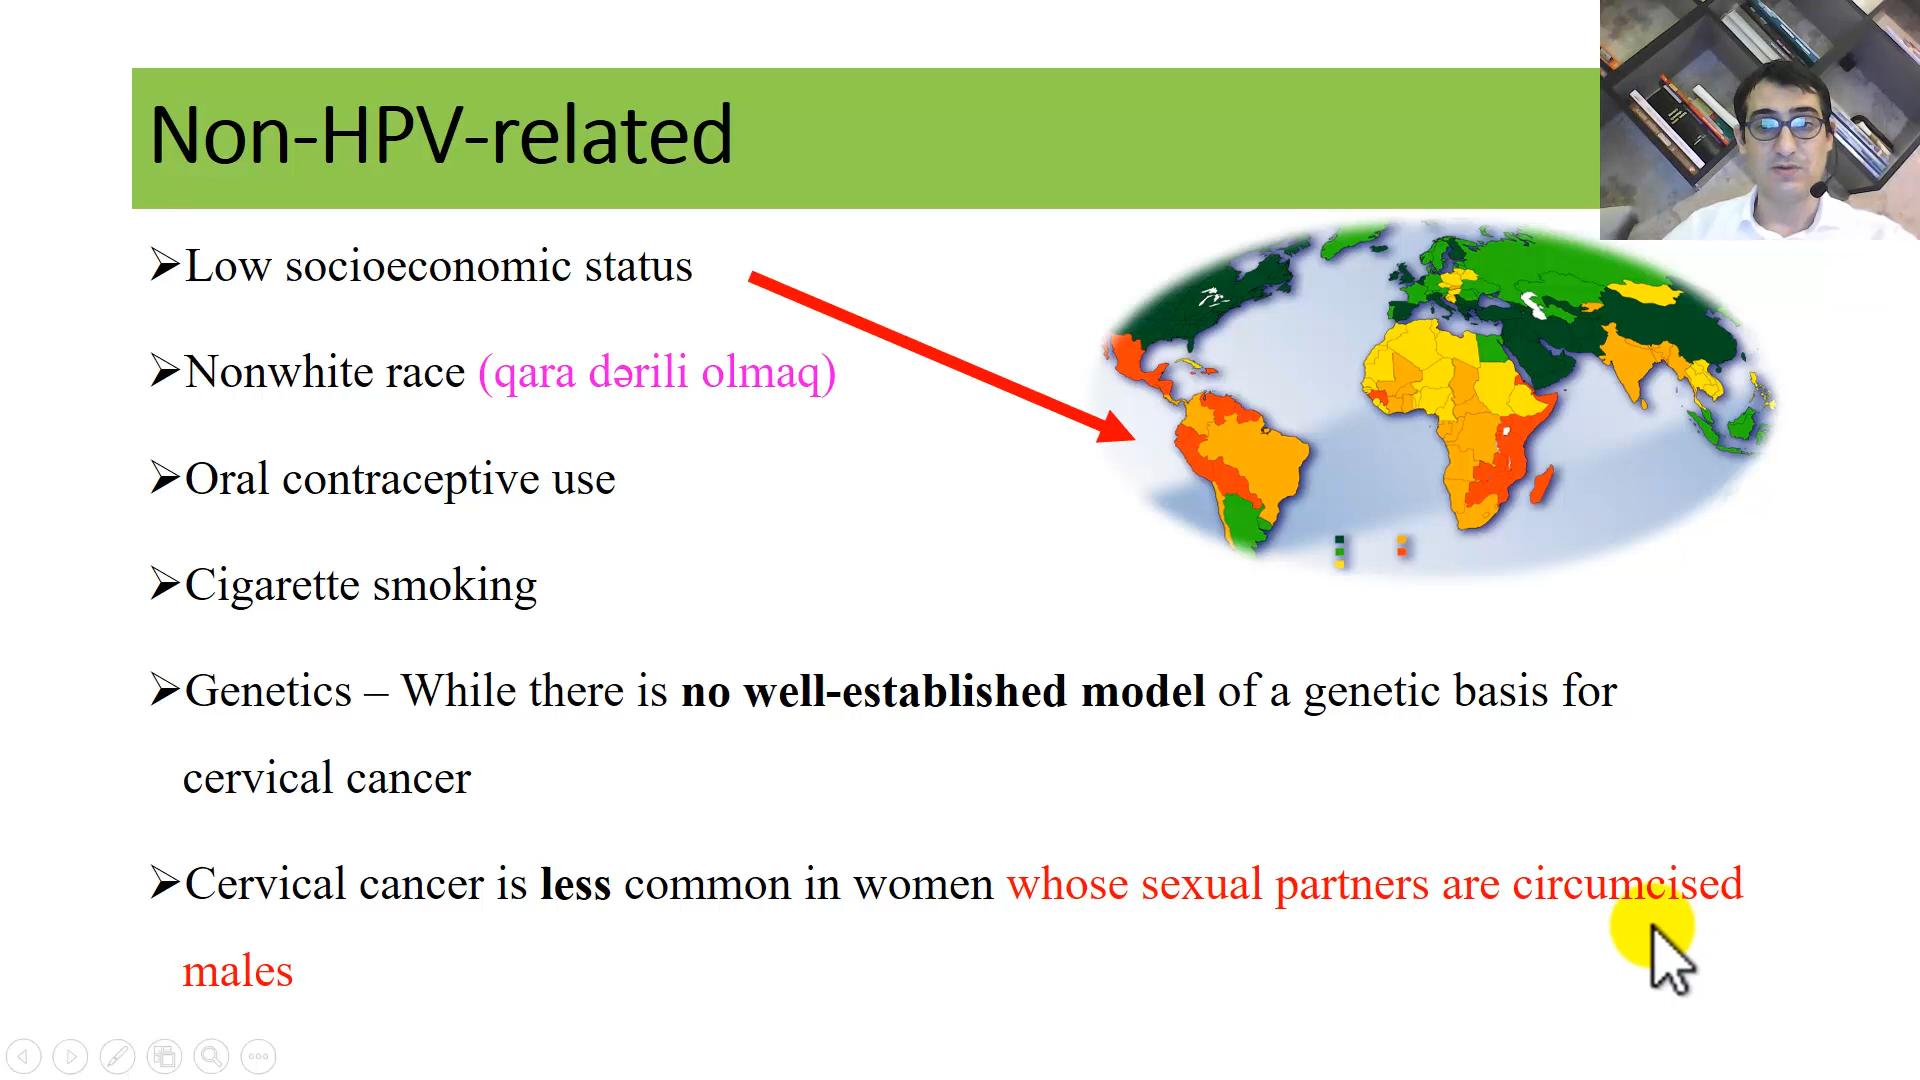 Non-HPV-related
➢Low socioeconomic status
➢Nonwhite race (qara dərili olmaq)
➢Oral contraceptive use
➢Cigarette smoking
➢Genetics – While there is no well-established model of a genetic basis for
cervical cancer
➢Cervical cancer is less common in women whose sexual partners are circumcised
males